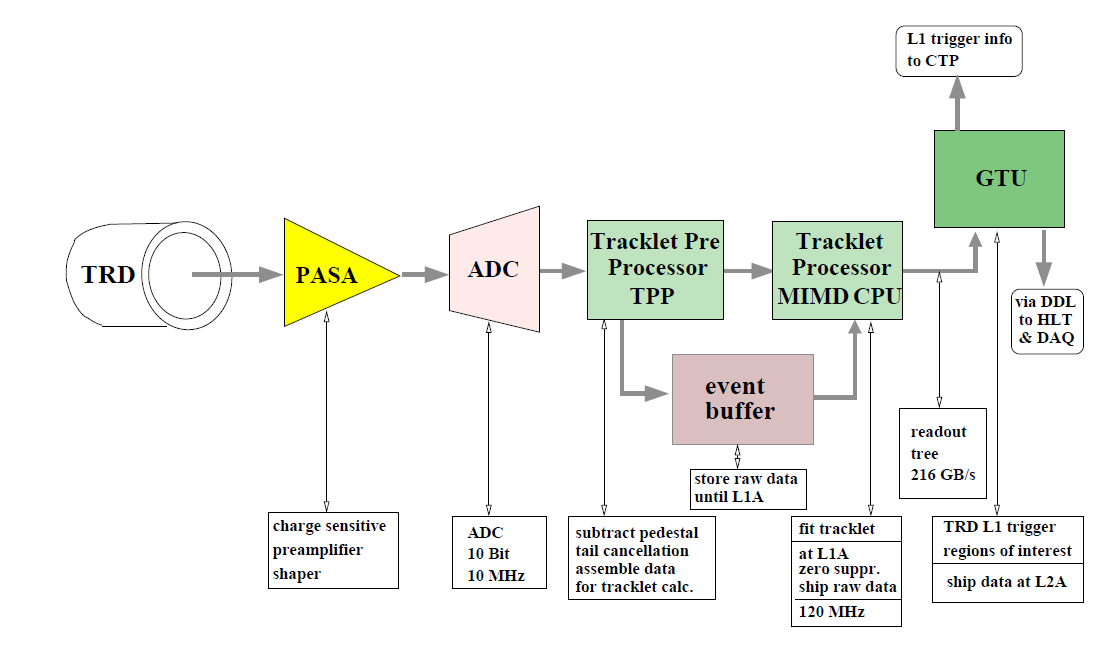 L1 trigger info
to CTP
GTU
via DDL
to HLT
& DAQ
TRD
PASA
ADC
Tracklet Pre
Processor
TPP
Tracklet
Processor
MIMD CPU
event
buffer
readout
tree
216 GB/s
store raw data
until L1A
charge sensitive
preamplifier
shaper
ADC
10 Bit
10 MHz
subtract pedestal
tail cancellation
assemble data
for tracklet calc.
fit tracklet
at L1A
zero suppr.
ship raw data
120 MHz
TRD L1 trigger
regions of interest
ship data at L2A